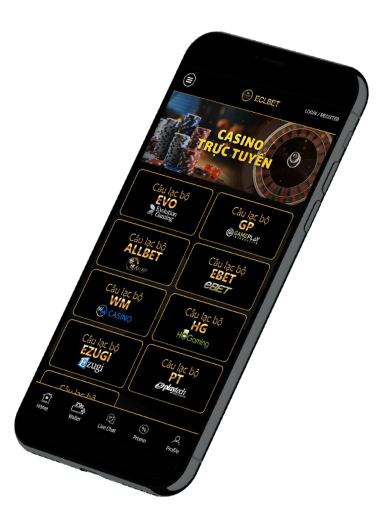 ECLBET
LOGIN / REGISTER
CASINO
TRỰC TUYẾN
Câu lạc bộ
EVO
Evolution
Gaming
Câu lạc bộ
GP
GAMEPLAY
Câu lạc bộ
ALLBET
Câu lạc bộ
EBET
eBET
Câu lạc bộ
WM
CASINO
Câu lạc bộ
HG
HoGaming
Câu lạc bộ
EZUGI
Ezugi
Câu lạc bộ
PT
playtech
Câu lạc bộ
Home
Wallet
Live Chat
Promo
Profile